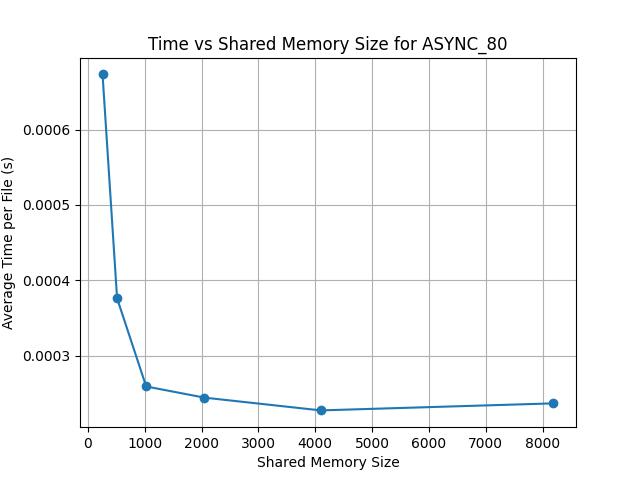 Time vs Shared Memory Size for ASYNC_80
Average Time per File (s)
0.0006
0.0005
0.0004
0.0003
0 1000 2000 3000 4000 5000 6000 7000 8000
Shared Memory Size